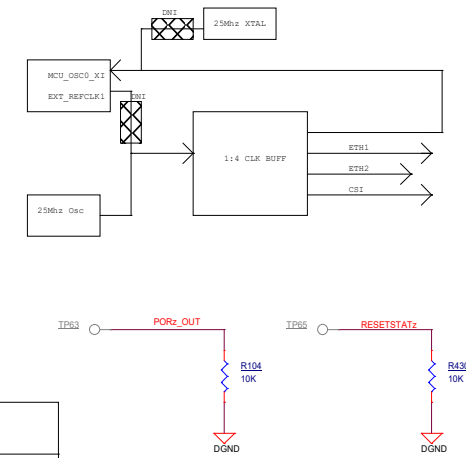 DNI
25Mhz XTAL
MCU_OSC0_XI
EXT_REFCLK1
DNI
1:4 CLK BUFF
ETH1
ETH2
CSI
25Mhz Osc
TP63
PORz_OUT
TP65
RESETSTATz
R104
10K
R430
10K
DGND
DGND